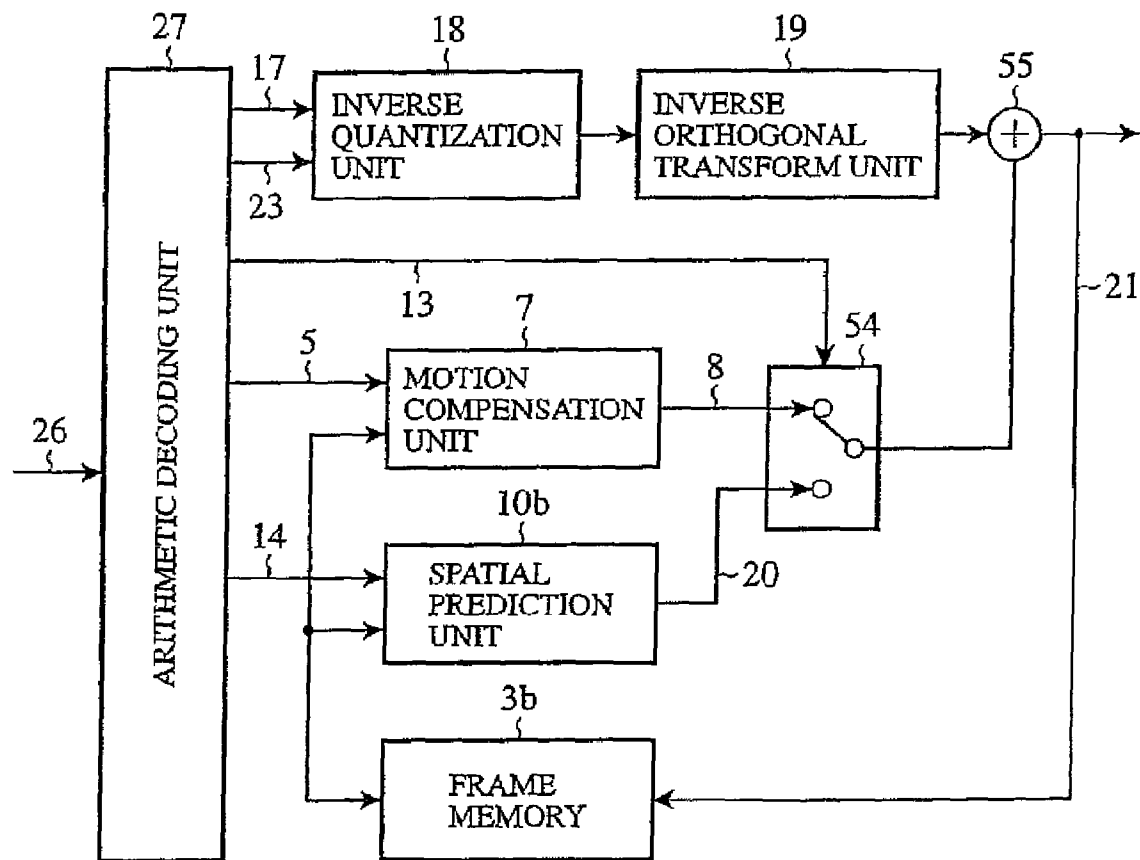 27
18
19
55
17
INVERSE
QUANTIZATION
UNIT
INVERSE
ORTHOGONAL
TRANSFORM UNIT
23
13
21
ARITHMETIC DECODING UNIT
7
54
5
MOTION
COMPENSATION
UNIT
8
26
10b
14
SPATIAL
PREDICTION
UNIT
20
3b
FRAME
MEMORY